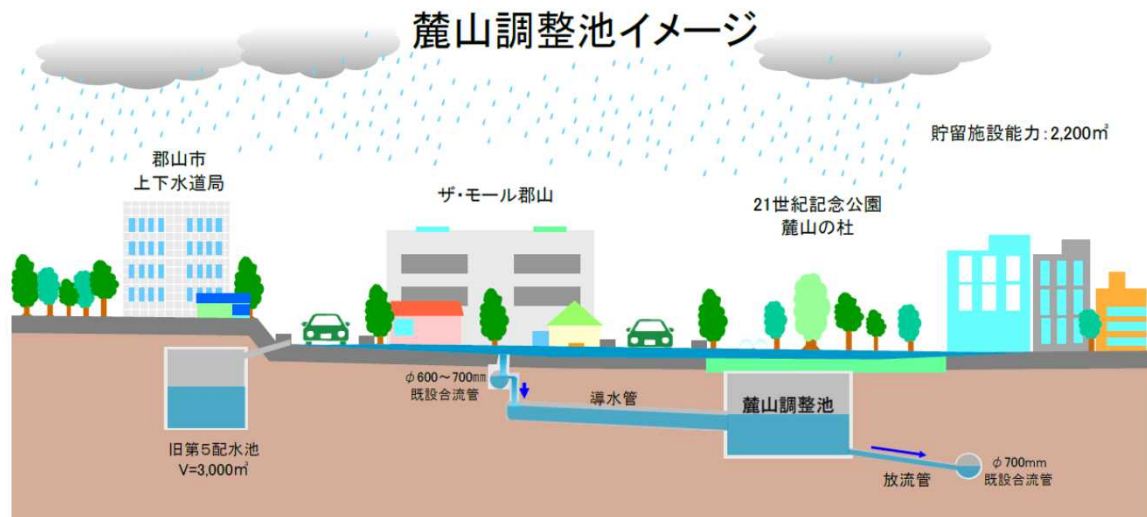 麓山調整池イメージ
貯留施設能力:2,200㎥
郡山市
上下水道局
ザ・モール郡山
21世紀記念公園
麓山の杜
φ600～700㎜
既設合流管
導水管
麓山調整池
旧第5配水池
V=3,000㎥
放流管
φ700mm
既設合流管